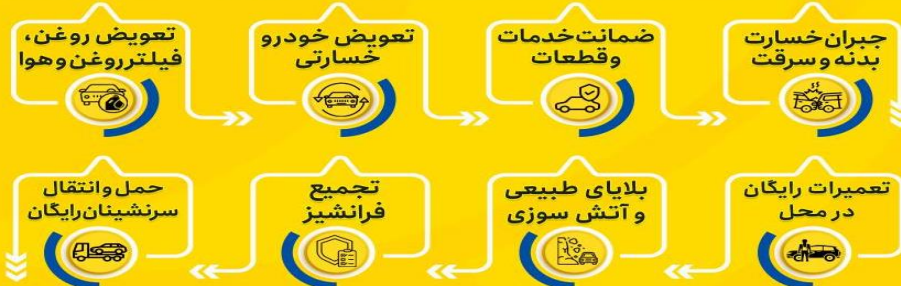 جبران خسارت
بدنه و سرقت
ضمانت خدمات
و قطعات
تعویض خودرو
خسارتی
تعویض روغن،
فیلتر روغن و هوا
تعمیرات رایگان
در محل
بلایای طبیعی
و آتش سوزی
تجمیع
فرانشیز
حمل و انتقال
سرنشینان رایگان